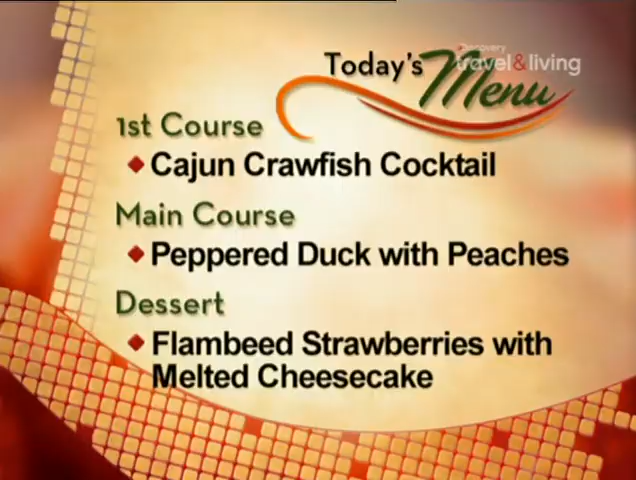 Discovery
travel&living
Today's Menu
1st Course
Cajun Crawfish Cocktail
Main Course
Peppered Duck with Peaches
Dessert
Flambeed Strawberries with
Melted Cheesecake